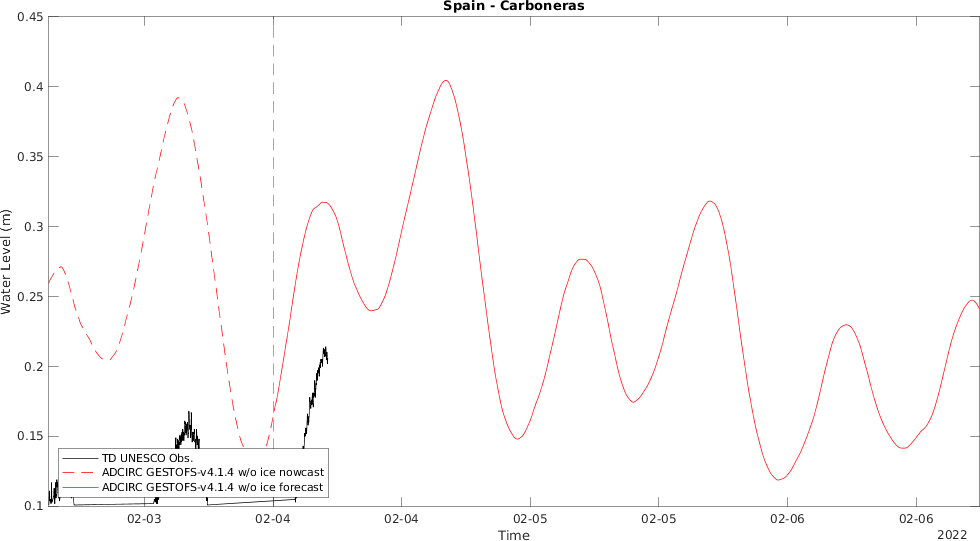 Spain - Carboneras
0.45
0.4
0.35
0.3
0.25
0.2
0.15
0.1
Water Level (m)
TD UNESCO Obs.
ADCIRC GESTOFS-v4.1.4 w/o ice nowcast
ADCIRC GESTOFS-v4.1.4 w/o ice forecast
02-03 02-04 02-04 02-05 02-05 02-06 02-06
Time
2022